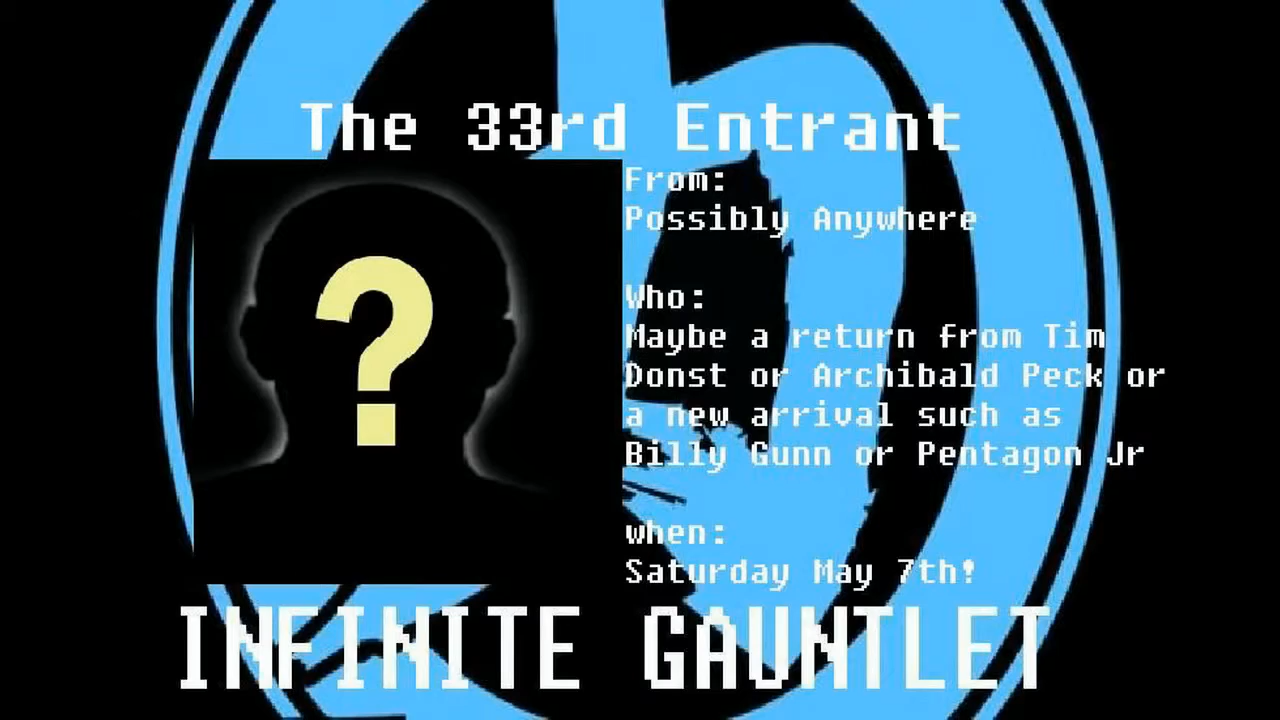 The 33rd Entrant
From:
Possibly Anywhere
Who:
Maybe a return from Tim
Donst or Archibald Peck or
a new arrival such as
Billy Gunn or Pentagon Jr
when:
Saturday May 7th!
INFINITE GAUNTLET
?